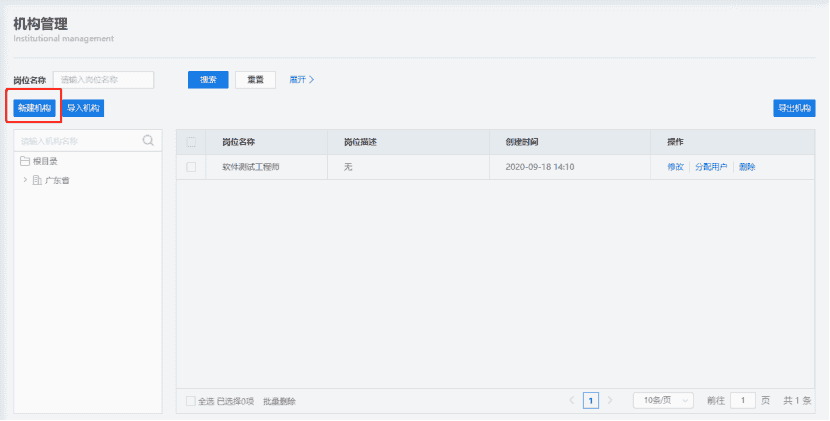 机构管理
Institutional management
岗位名称 请输入岗位名称 搜索 重置 展开
新建机构 导入机构 导出机构
请输入机构名称
根目录
广东省
岗位名称 岗位描述 创建时间 操作
软件测试工程师 无 2020-09-18 14:10 修改 分配用户 删除
全选 已选择0项 批量删除 1 10条/页 前往 1 页 共 1 条